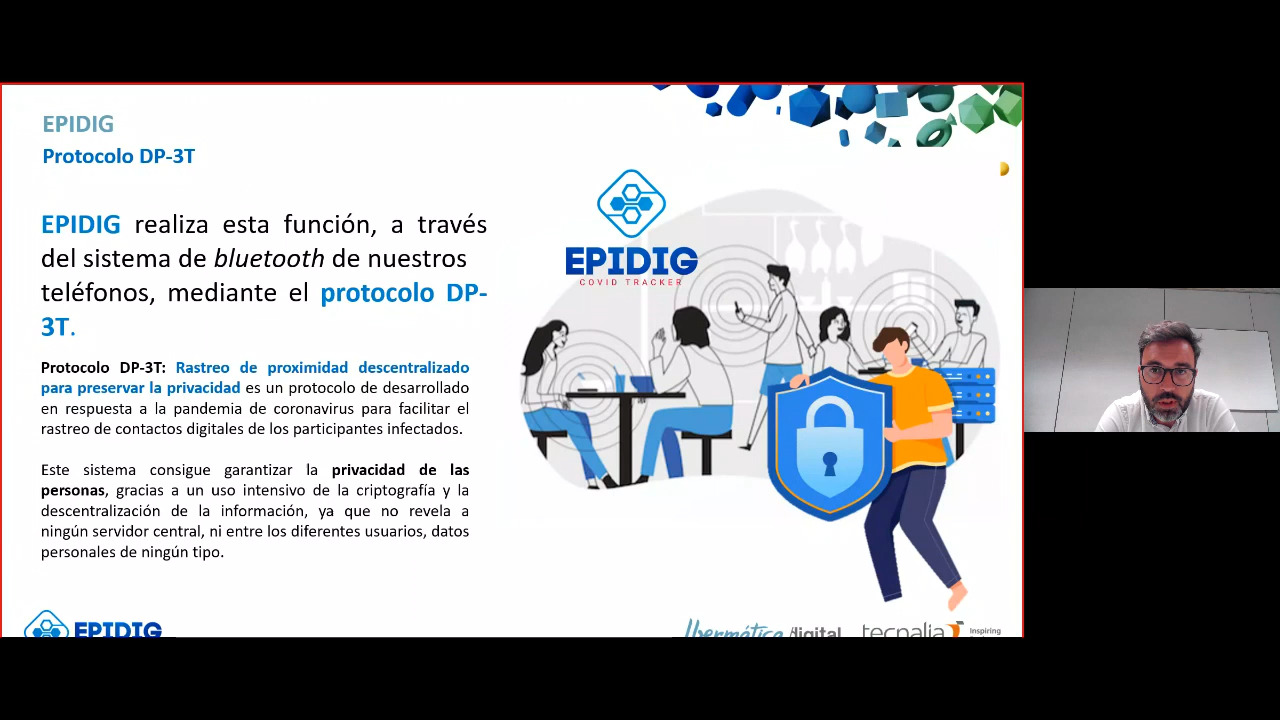 EPIDIG
Protocolo DP-3T
EPIDIG realiza esta función, a través
del sistema de bluetooth de nuestros
teléfonos, mediante el protocolo DP-
3T.
Protocolo DP-3T: Rastreo de proximidad descentralizado
para preservar la privacidad es un protocolo de desarrollado
en respuesta a la pandemia de coronavirus para facilitar el
rastreo de contactos digitales de los participantes infectados.
Este sistema consigue garantizar la privacidad de las
personas, gracias a un uso intensivo de la criptografía y la
descentralización de la información, ya que no revela a
ningún servidor central, ni entre los diferentes usuarios, datos
personales de ningún tipo.
EPIDIG
COVID TRACKER
EPIDIG
Ibermática digital
tecnalia
Inspiring